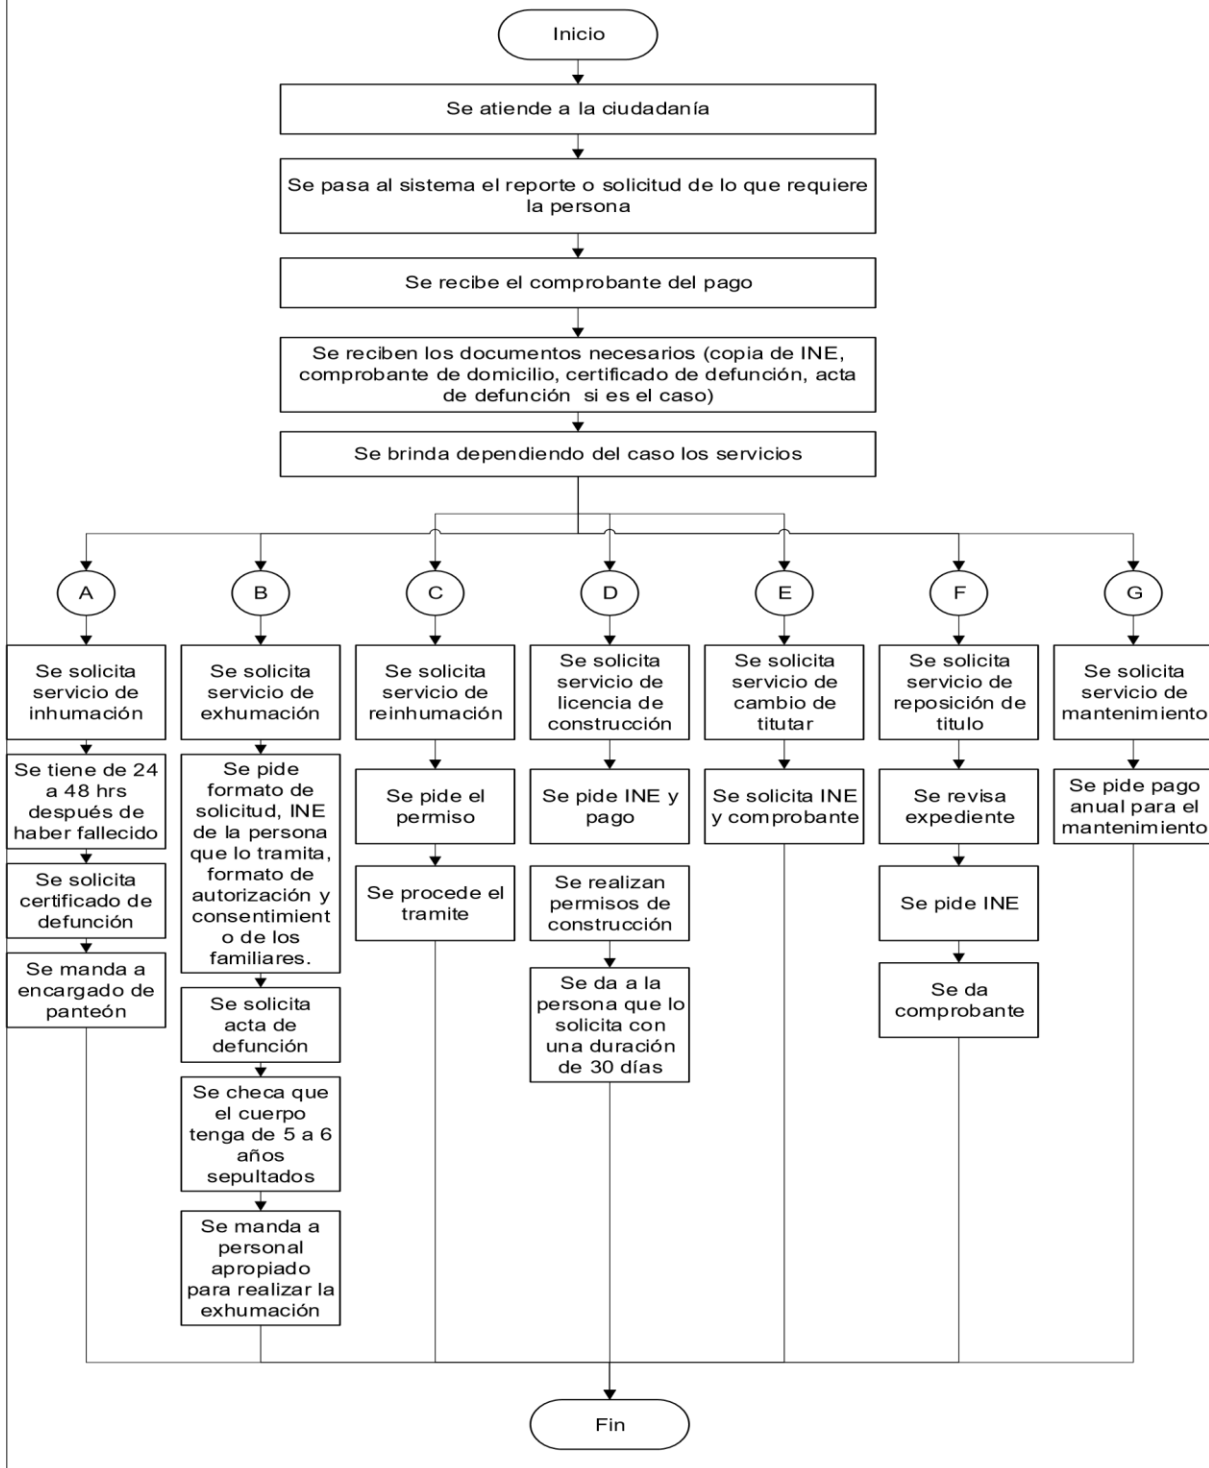 Inicio
Se atiende a la ciudadanía
Se pasa al sistema el reporte o solicitud de lo que requiere
la persona
Se recibe el comprobante del pago
Se reciben los documentos necesarios (copia de INE,
comprobante de domicilio, certificado de defunción, acta
de defunción  si es el caso)
Se brinda dependiendo del caso los servicios
A
Se solicita
servicio de
inhumación
Se tiene de 24
a 48 hrs
después de
haber fallecido
Se solicita
certificado de
defunción
Se manda a
encargado de
panteón
B
Se solicita
servicio de
exhumación
Se pide
formato de
solicitud, INE
de la persona
que lo tramita,
formato de
autorización y
consentimient
o de los
familiares.
Se solicita
acta de
defunción
Se checa que
el cuerpo
tenga de 5 a 6
años
sepultados
Se manda a
personal
apropiado
para realizar la
exhumación
C
Se solicita
servicio de
reinhumación
Se pide el
permiso
Se procede el
tramite
D
Se solicita
servicio de
licencia de
construcción
Se pide INE y
pago
Se realizan
permisos de
construcción
Se da a la
persona que lo
solicita con
una duración
de 30 días
E
Se solicita
servicio de
cambio de
titutar
Se solicita INE
y comprobante
F
Se solicita
servicio de
reposición de
titulo
Se revisa
expediente
Se pide INE
Se da
comprobante
G
Se solicita
servicio de
mantenimiento
Se pide pago
anual para el
mantenimiento
Fin